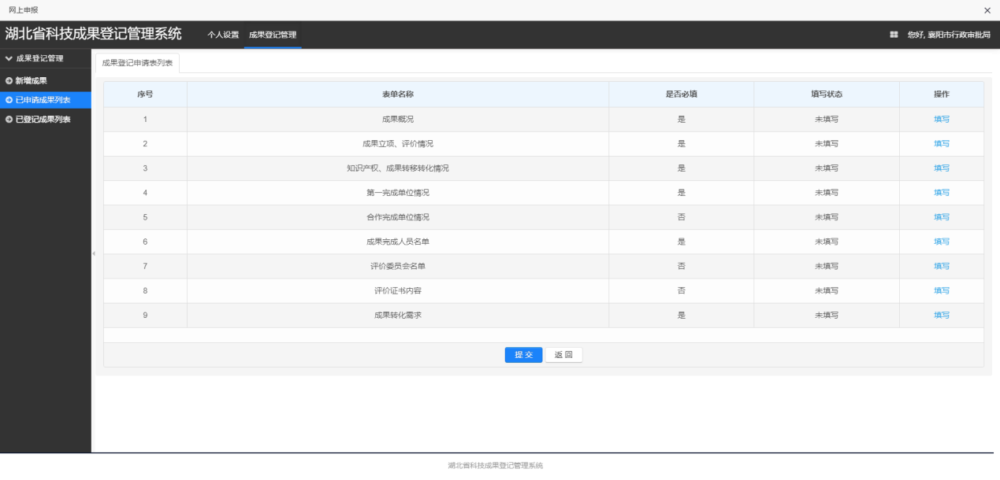 网上申报
湖北省科技成果登记管理系统 个人设置 成果登记管理 您好, 襄阳市行政审批局
成果登记管理
新增成果
已申请成果列表
已登记成果列表
成果登记申请表列表
序号 表单名称 是否必填 填写状态 操作
1 成果概况 是 未填写 填写
2 成果立项、评价情况 是 未填写 填写
3 知识产权、成果转移转化情况 是 未填写 填写
4 第一完成单位情况 是 未填写 填写
5 合作完成单位情况 否 未填写 填写
6 成果完成人员名单 是 未填写 填写
7 评价委员会名单 否 未填写 填写
8 评价证书内容 否 未填写 填写
9 成果转化需求 是 未填写 填写
提交 返回
湖北省科技成果登记管理系统